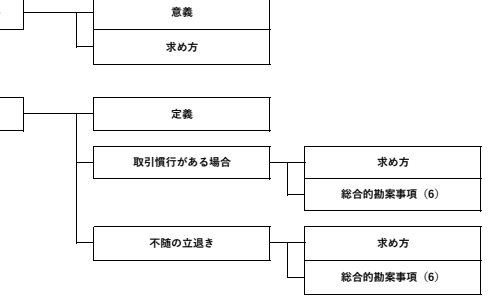 意義
求め方
定義
取引慣行がある場合
求め方
総合的勘案事項（6）
不随の立退き
求め方
総合的勘案事項（6）